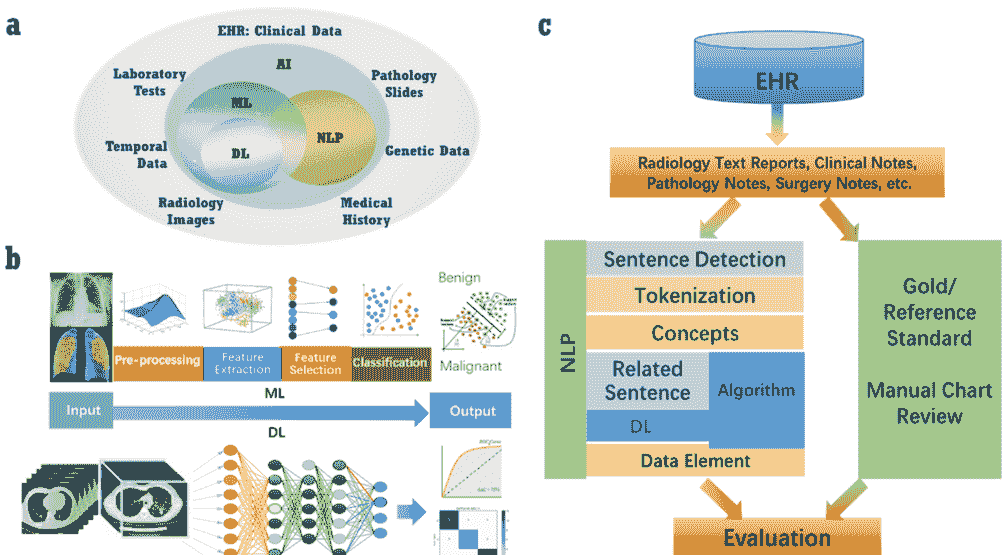 a
EHR: Clinical Data
AI
Laboratory
Tests
Pathology
Slides
ML
NLP
Temporal
Data
DL
Genetic Data
Radiology
Images
Medical
History
b
Benign
Pre-processing
Feature
Extraction
Feature
Selection
Classification
Malignant
ML
Input
Output
DL
c
EHR
Radiology Text Reports, Clinical Notes,
Pathology Notes, Surgery Notes, etc.
NLP
Sentence Detection
Tokenization
Concepts
Related
Sentence
Algorithm
DL
Data Element
Gold/
Reference
Standard
Manual Chart
Review
Evaluation